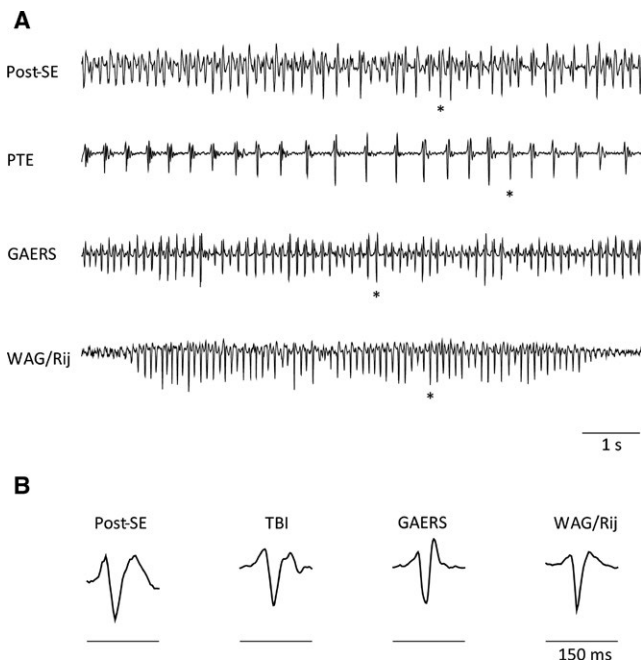 A
Post-SE
*
PTE
*
GAERS
*
WAG/Rij
*
1 s
B
Post-SE TBI GAERS WAG/Rij
150 ms